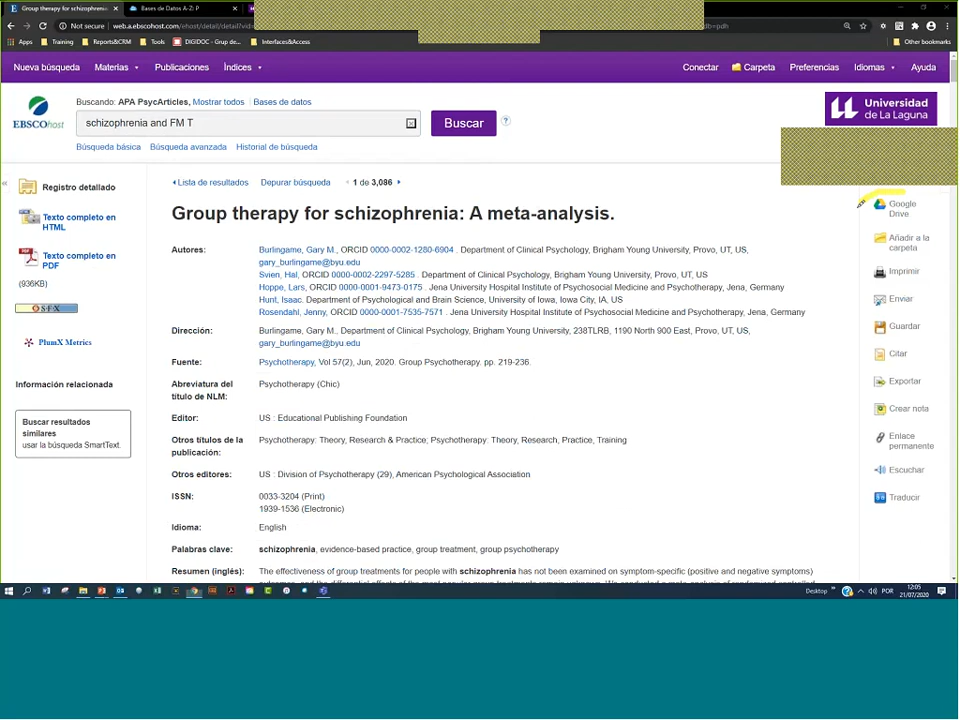 Group therapy for schizophrenia
Bases de Datos A-Z: P
Not secure
web.a.ebscohost.com/ehost/detail/detail?vid=
db=pdh
Apps
Training
Reports&CRM
Tools
DIGIDOC - Grup de...
Interfaces&Access
Other bookmarks
Nueva búsqueda
Materias
Publicaciones
Índices
Conectar
Carpeta
Preferencias
Idiomas
Ayuda
EBSCOhost
Buscando: APA PsycArticles, Mostrar todos
Bases de datos
schizophrenia and FM T
Buscar
Búsqueda básica
Búsqueda avanzada
Historial de búsqueda
Universidad
de La Laguna
Registro detallado
Texto completo en
HTML
Texto completo en
PDF
(936KB)
S·F·X
PlumX Metrics
Información relacionada
Buscar resultados
similares
usar la búsqueda SmartText.
Lista de resultados
Depurar búsqueda
1 de 3,086
Group therapy for schizophrenia: A meta-analysis.
Autores:
Burlingame, Gary M., ORCID 0000-0002-1280-6904 . Department of Clinical Psychology, Brigham Young University, Provo, UT, US,
gary_burlingame@byu.edu
Svien, Hal, ORCID 0000-0002-2297-5285 . Department of Clinical Psychology, Brigham Young University, Provo, UT, US
Hoppe, Lars, ORCID 0000-0001-9473-0175 . Jena University Hospital Institute of Psychosocial Medicine and Psychotherapy, Jena, Germany
Hunt, Isaac. Department of Psychological and Brain Science, University of Iowa, Iowa City, IA, US
Rosendahl, Jenny, ORCID 0000-0001-7535-7571 . Jena University Hospital Institute of Psychosocial Medicine and Psychotherapy, Jena, Germany
Dirección:
Burlingame, Gary M., Department of Clinical Psychology, Brigham Young University, 238TLRB, 1190 North 900 East, Provo, UT, US,
gary_burlingame@byu.edu
Fuente:
Psychotherapy, Vol 57(2), Jun, 2020. Group Psychotherapy. pp. 219-236.
Abreviatura del
título de NLM:
Psychotherapy (Chic)
Editor:
US : Educational Publishing Foundation
Otros títulos de la
publicación:
Psychotherapy: Theory, Research & Practice; Psychotherapy: Theory, Research, Practice, Training
Otros editores:
US : Division of Psychotherapy (29), American Psychological Association
ISSN:
0033-3204 (Print)
1939-1536 (Electronic)
Idioma:
English
Palabras clave:
schizophrenia, evidence-based practice, group treatment, group psychotherapy
Resumen (inglés):
The effectiveness of group treatments for people with schizophrenia has not been examined on symptom-specific (positive and negative symptoms)
Google
Drive
Añadir a la
carpeta
Imprimir
Enviar
Guardar
Citar
Exportar
Crear nota
Enlace
permanente
Escuchar
Traducir
Desktop
POR
12:05
21/07/2020